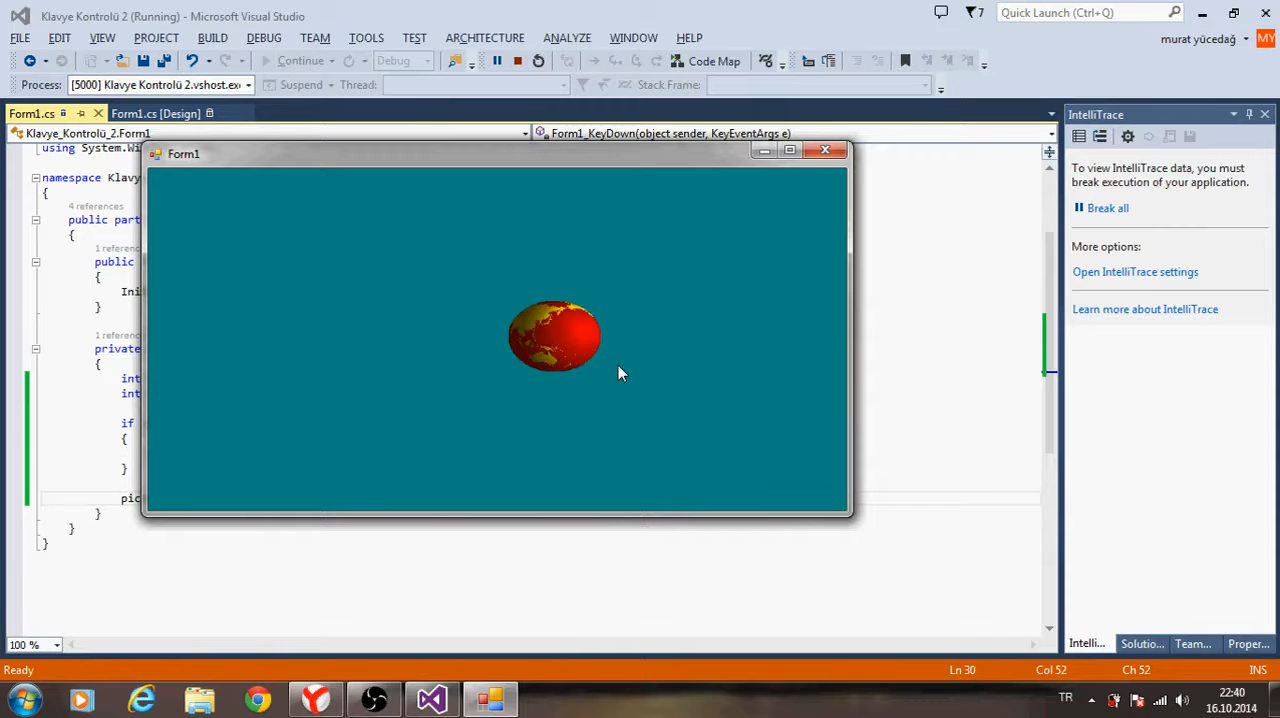 Klavye Kontrolü 2 (Running) - Microsoft Visual Studio
7
Quick Launch (Ctrl+Q)
FILE EDIT VIEW PROJECT BUILD DEBUG TEAM TOOLS TEST ARCHITECTURE ANALYZE WINDOW HELP
murat yücedağ
MY
Continue
Debug
Code Map
Process: [5000] Klavye Kontrolü 2.vshost.exe
Suspend
Thread:
Stack Frame:
Form1.cs
Form1.cs [Design]
Klavye_Kontrolü_2.Form1
Form1_KeyDown(object sender, KeyEventArgs e)
using System.Wi
namespace Klavy
{
4 references
public part
{
1 referenc
public
{
Ini
}
1 referenc
private
{
int
int
if
{
}
pic
}
}
}
Form1
IntelliTrace
To view IntelliTrace data, you must
break execution of your application.
Break all
More options:
Open IntelliTrace settings
Learn more about IntelliTrace
100 %
Intelli...
Solutio...
Team...
Proper...
Ready
Ln 30
Col 52
Ch 52
INS
TR
22:40
16.10.2014